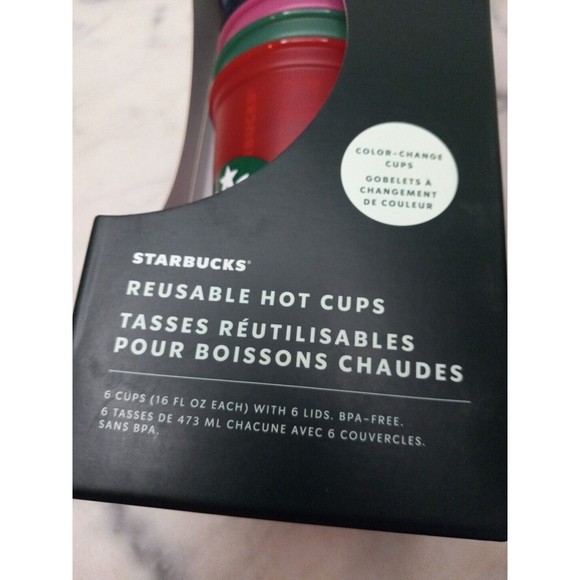 COLOR-CHANGE
CUPS
GOBELETS À
CHANGEMENT
DE COULEUR
STARBUCKS®
REUSABLE HOT CUPS
TASSES RÉUTILISABLES
POUR BOISSONS CHAUDES
6 CUPS (16 FL OZ EACH) WITH 6 LIDS. BPA-FREE.
6 TASSES DE 473 ML CHACUNE AVEC 6 COUVERCLES.
SANS BPA.